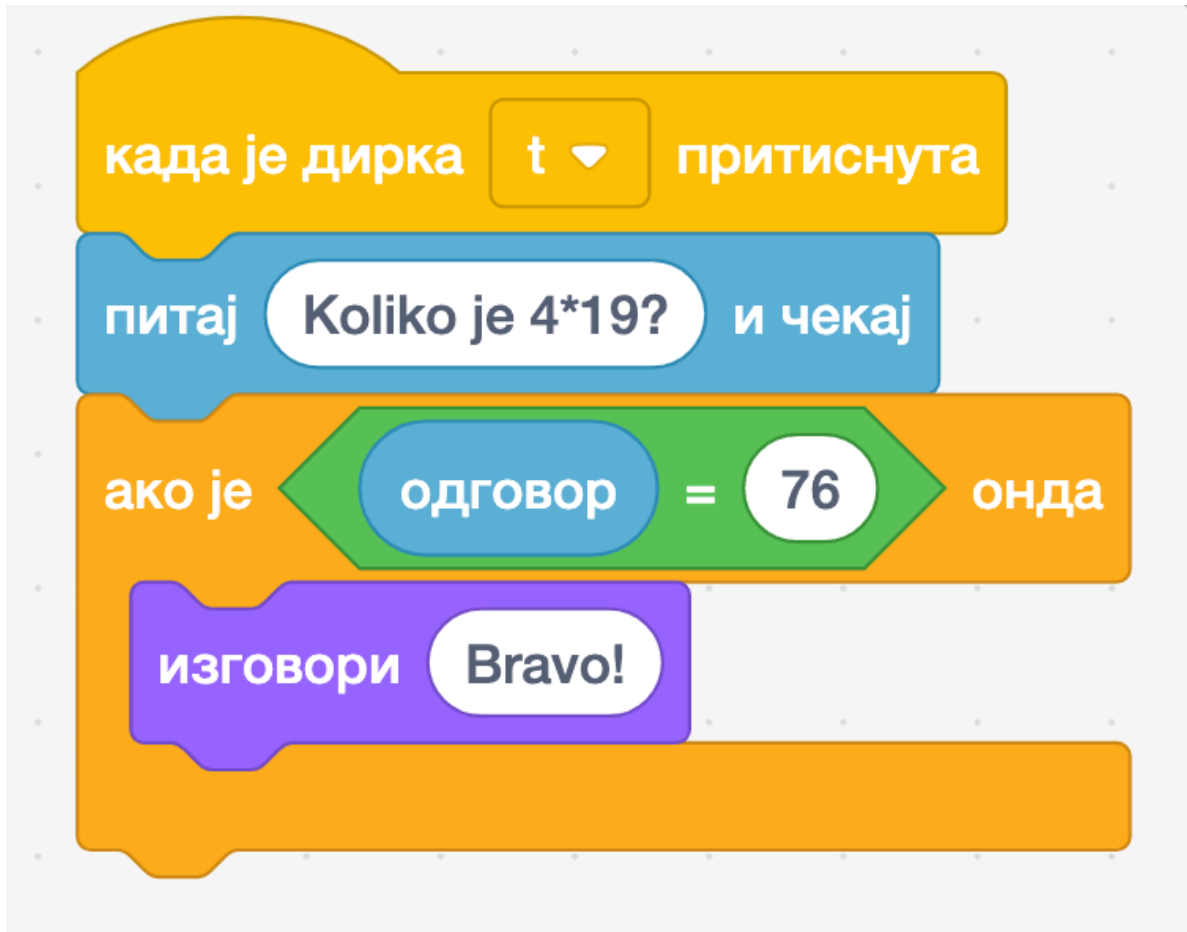 када је дирка t притиснута
питај Koliko je 4*19? и чекај
ако је одговор = 76 онда
изговори Bravo!